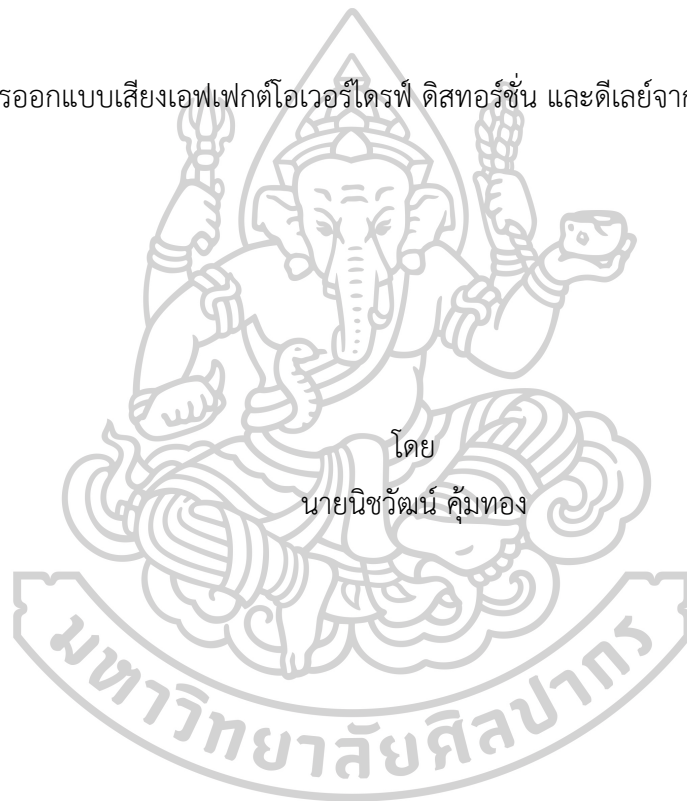 รออกแบบเสียงเอฟเฟกต์โอเวอร์ไดรฟ์ ดิสทอร์ชั่น และดีเลย์จาก
โดย
นายนิชวัฒน์ คุ้มทอง
มหาวิทยาลัยศิลปากร